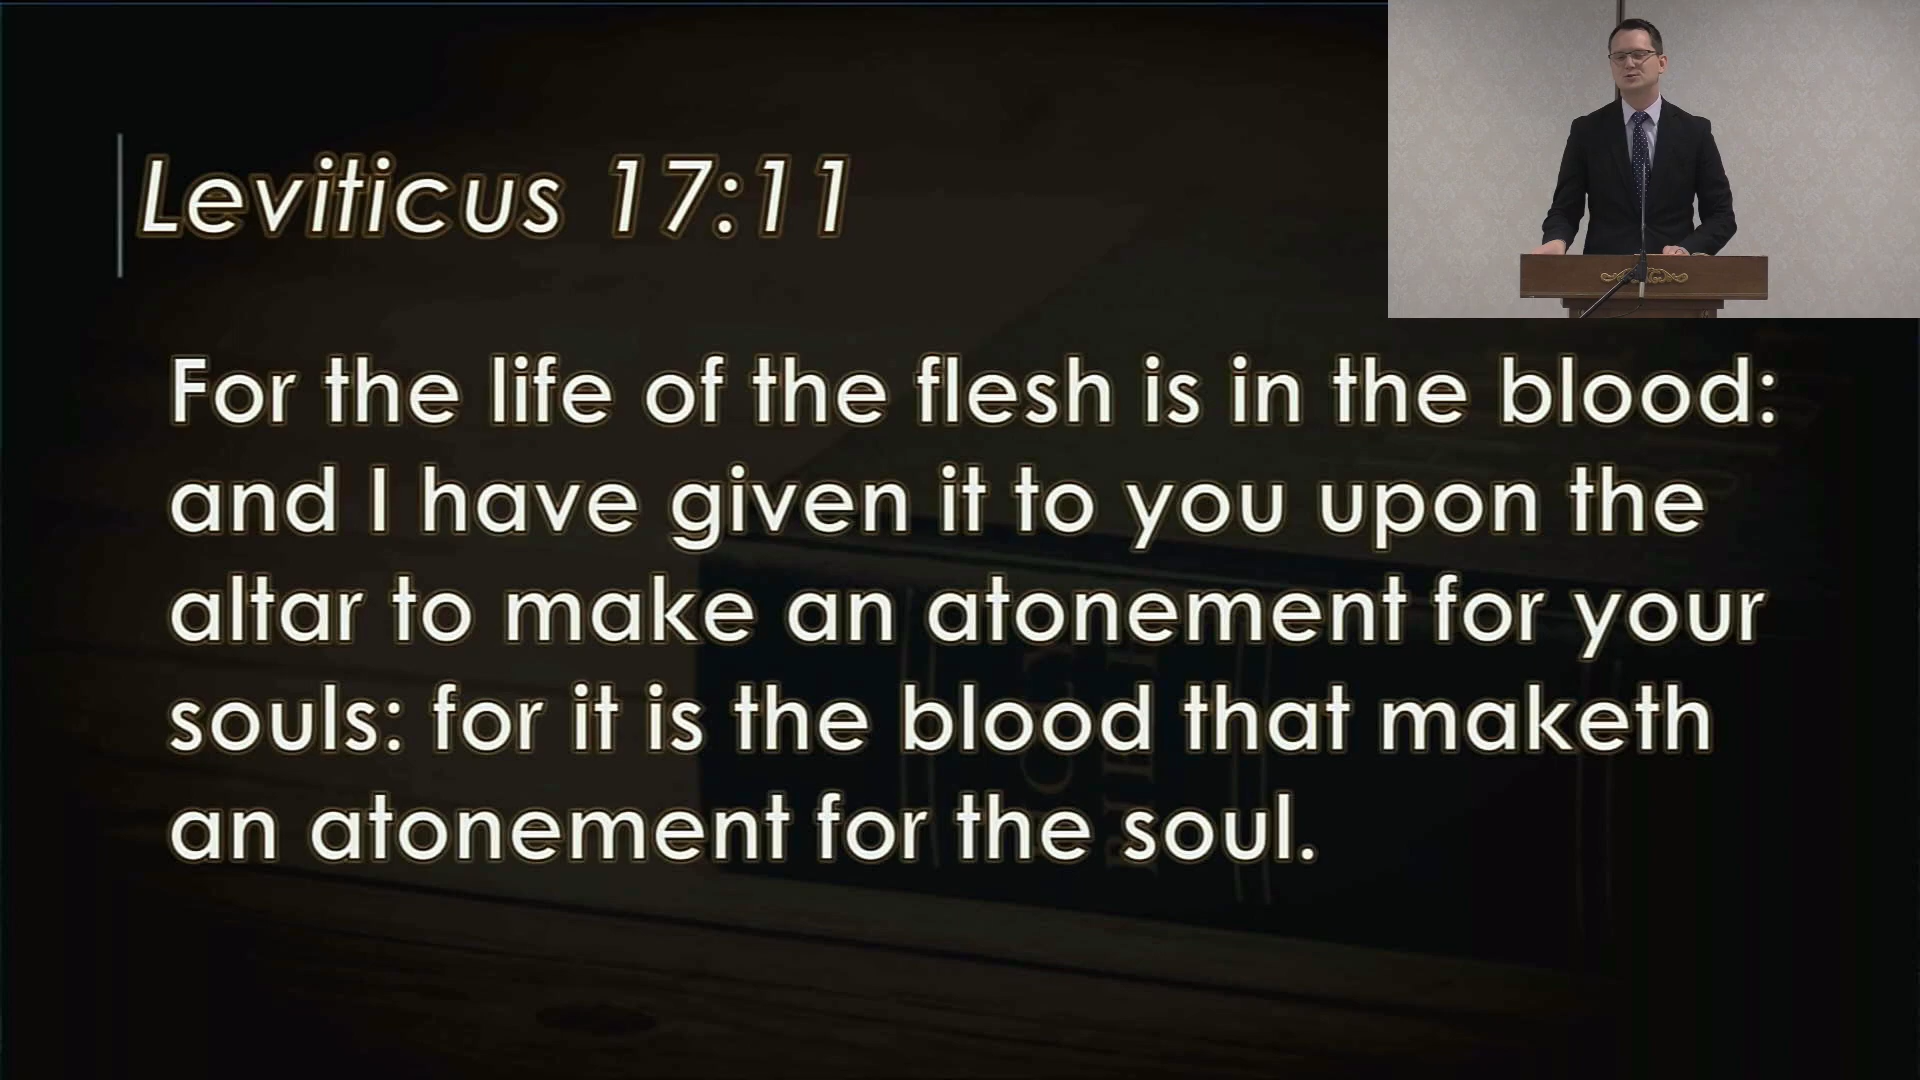 Leviticus 17:11
For the life of the flesh is in the blood:
and I have given it to you upon the
altar to make an atonement for your
souls: for it is the blood that maketh
an atonement for the soul.
HOLY
BIBLE